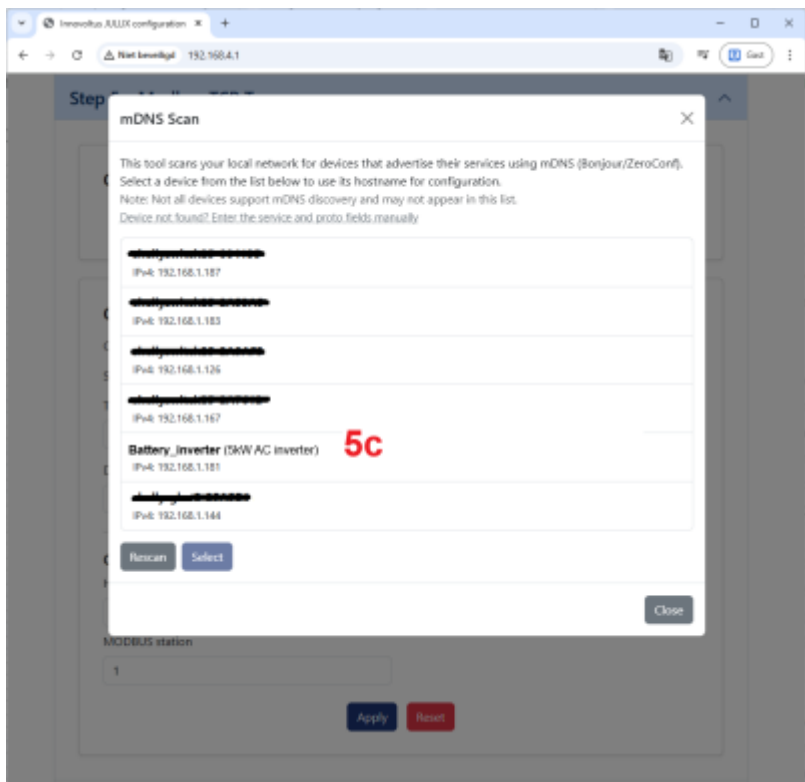 Innovoltus JULUX configuration
Niet beveiligd 192.168.4.1
Gast
Step
mDNS Scan
This tool scans your local network for devices that advertise their services using mDNS (Bonjour/ZeroConf).
Select a device from the list below to use its hostname for configuration.
Note: Not all devices support mDNS discovery and may not appear in this list.
Device not found? Enter the service and proto fields manually
IPv4: 192.168.1.187
IPv4: 192.168.1.183
IPv4: 192.168.1.126
IPv4: 192.168.1.167
Battery_Inverter (5kW AC inverter)
5c
IPv4: 192.168.1.181
IPv4: 192.168.1.144
Rescan
Select
Close
MODBUS station
1
Apply
Reset